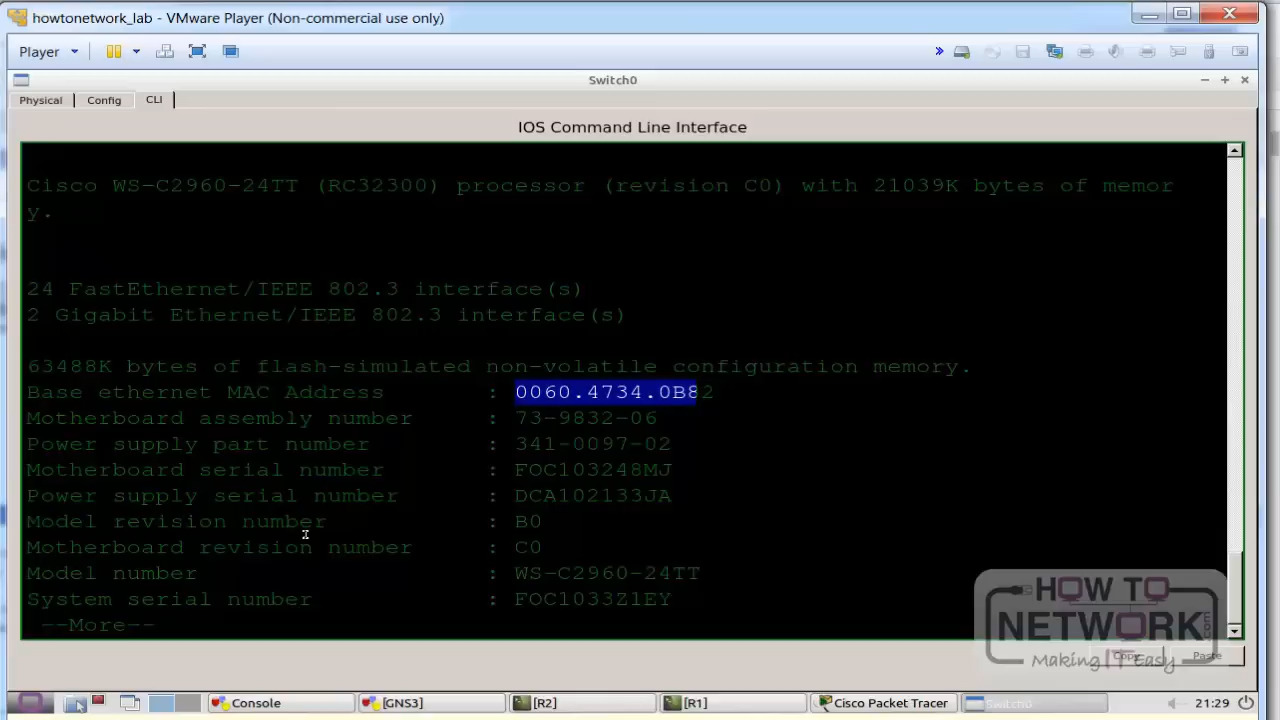 howtonetwork_lab - VMware Player (Non-commercial use only)
Player
Switch0
Physical Config CLI
IOS Command Line Interface
Cisco WS-C2960-24TT (RC32300) processor (revision C0) with 21039K bytes of memor
y.
24 FastEthernet/IEEE 802.3 interface(s)
2 Gigabit Ethernet/IEEE 802.3 interface(s)
63488K bytes of flash-simulated non-volatile configuration memory.
Base ethernet MAC Address : 0060.4734.0B82
Motherboard assembly number : 73-9832-06
Power supply part number : 341-0097-02
Motherboard serial number : FOC103248MJ
Power supply serial number : DCA102133JA
Model revision number : B0
Motherboard revision number : C0
Model number : WS-C2960-24TT
System serial number : FOC1033Z1EY
--More--
HOW TO
NETWORK.com
Making IT Easy
Copy Paste
Console [GNS3] [R2] [R1] Cisco Packet Tracer Switch0 21:29